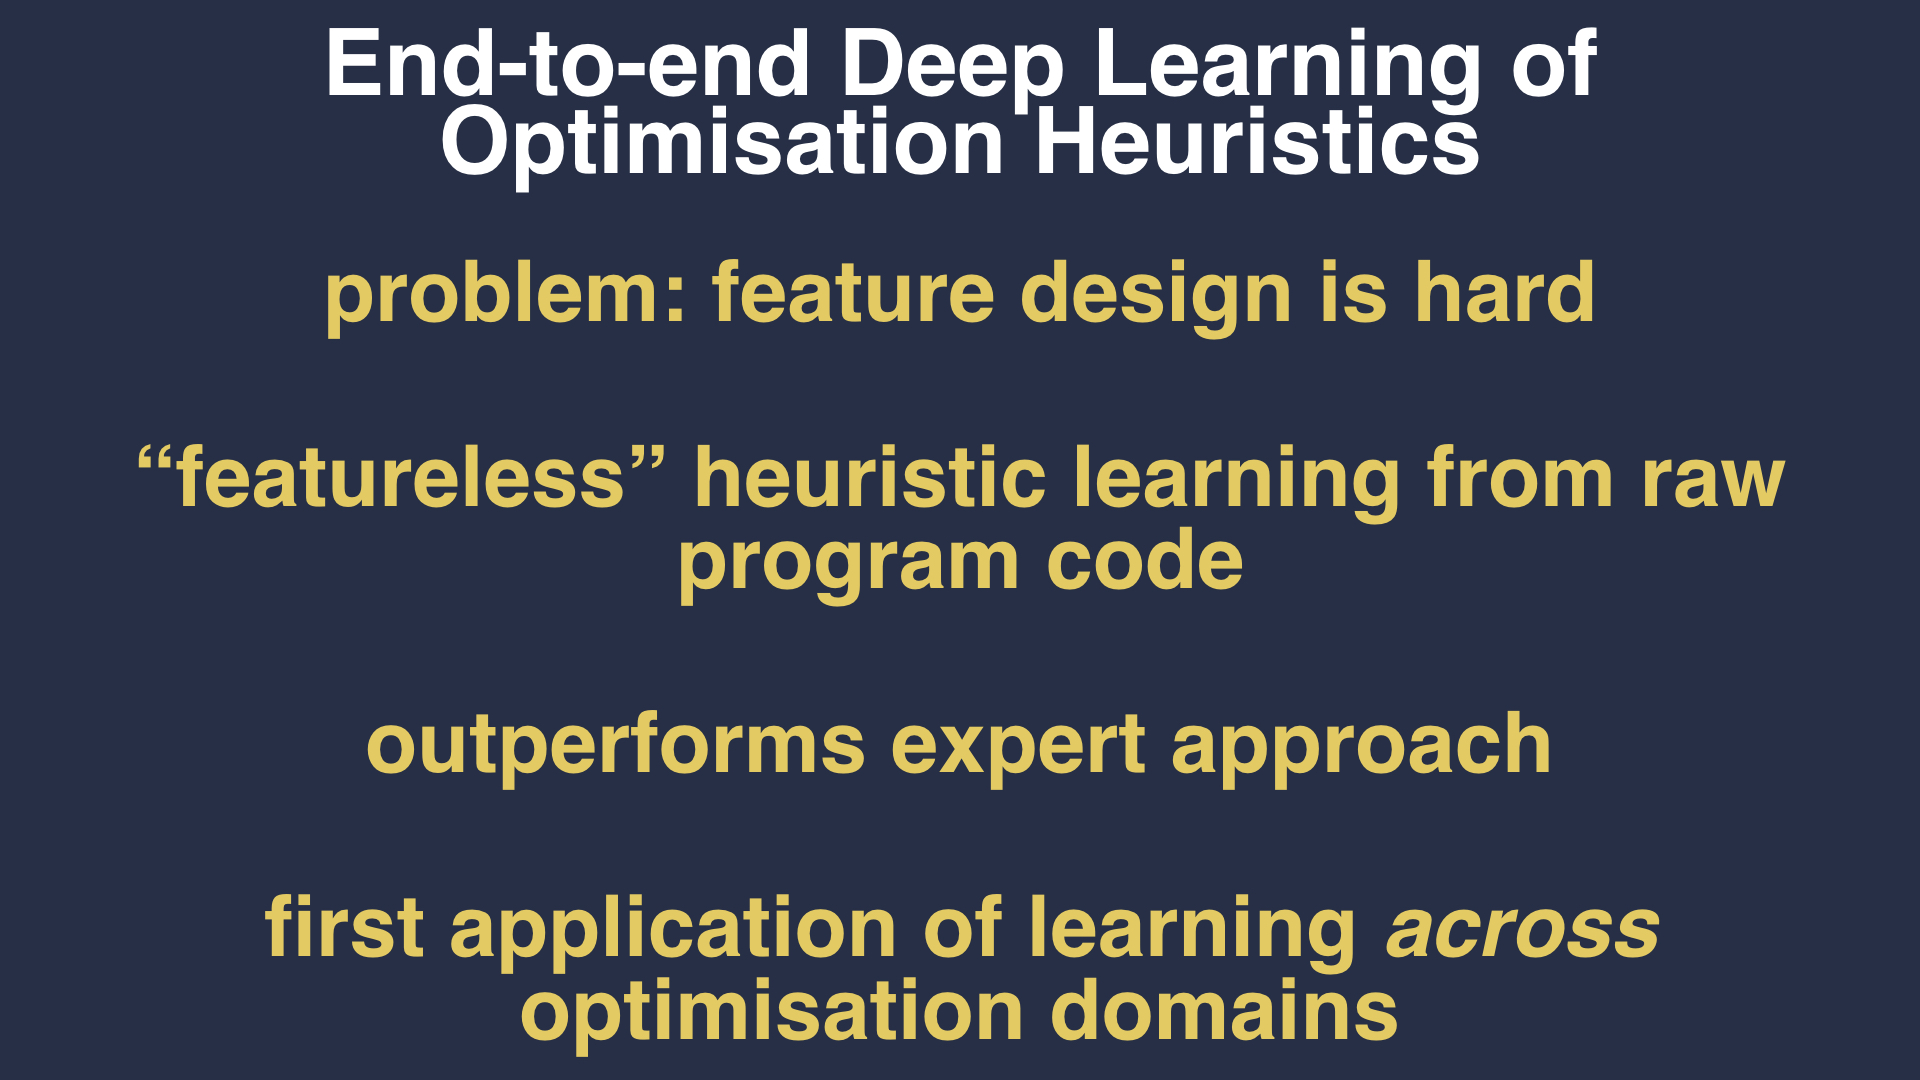 End-to-end Deep Learning of
Optimisation Heuristics
problem: feature design is hard
“featureless” heuristic learning from raw
program code
outperforms expert approach
first application of learning across
optimisation domains